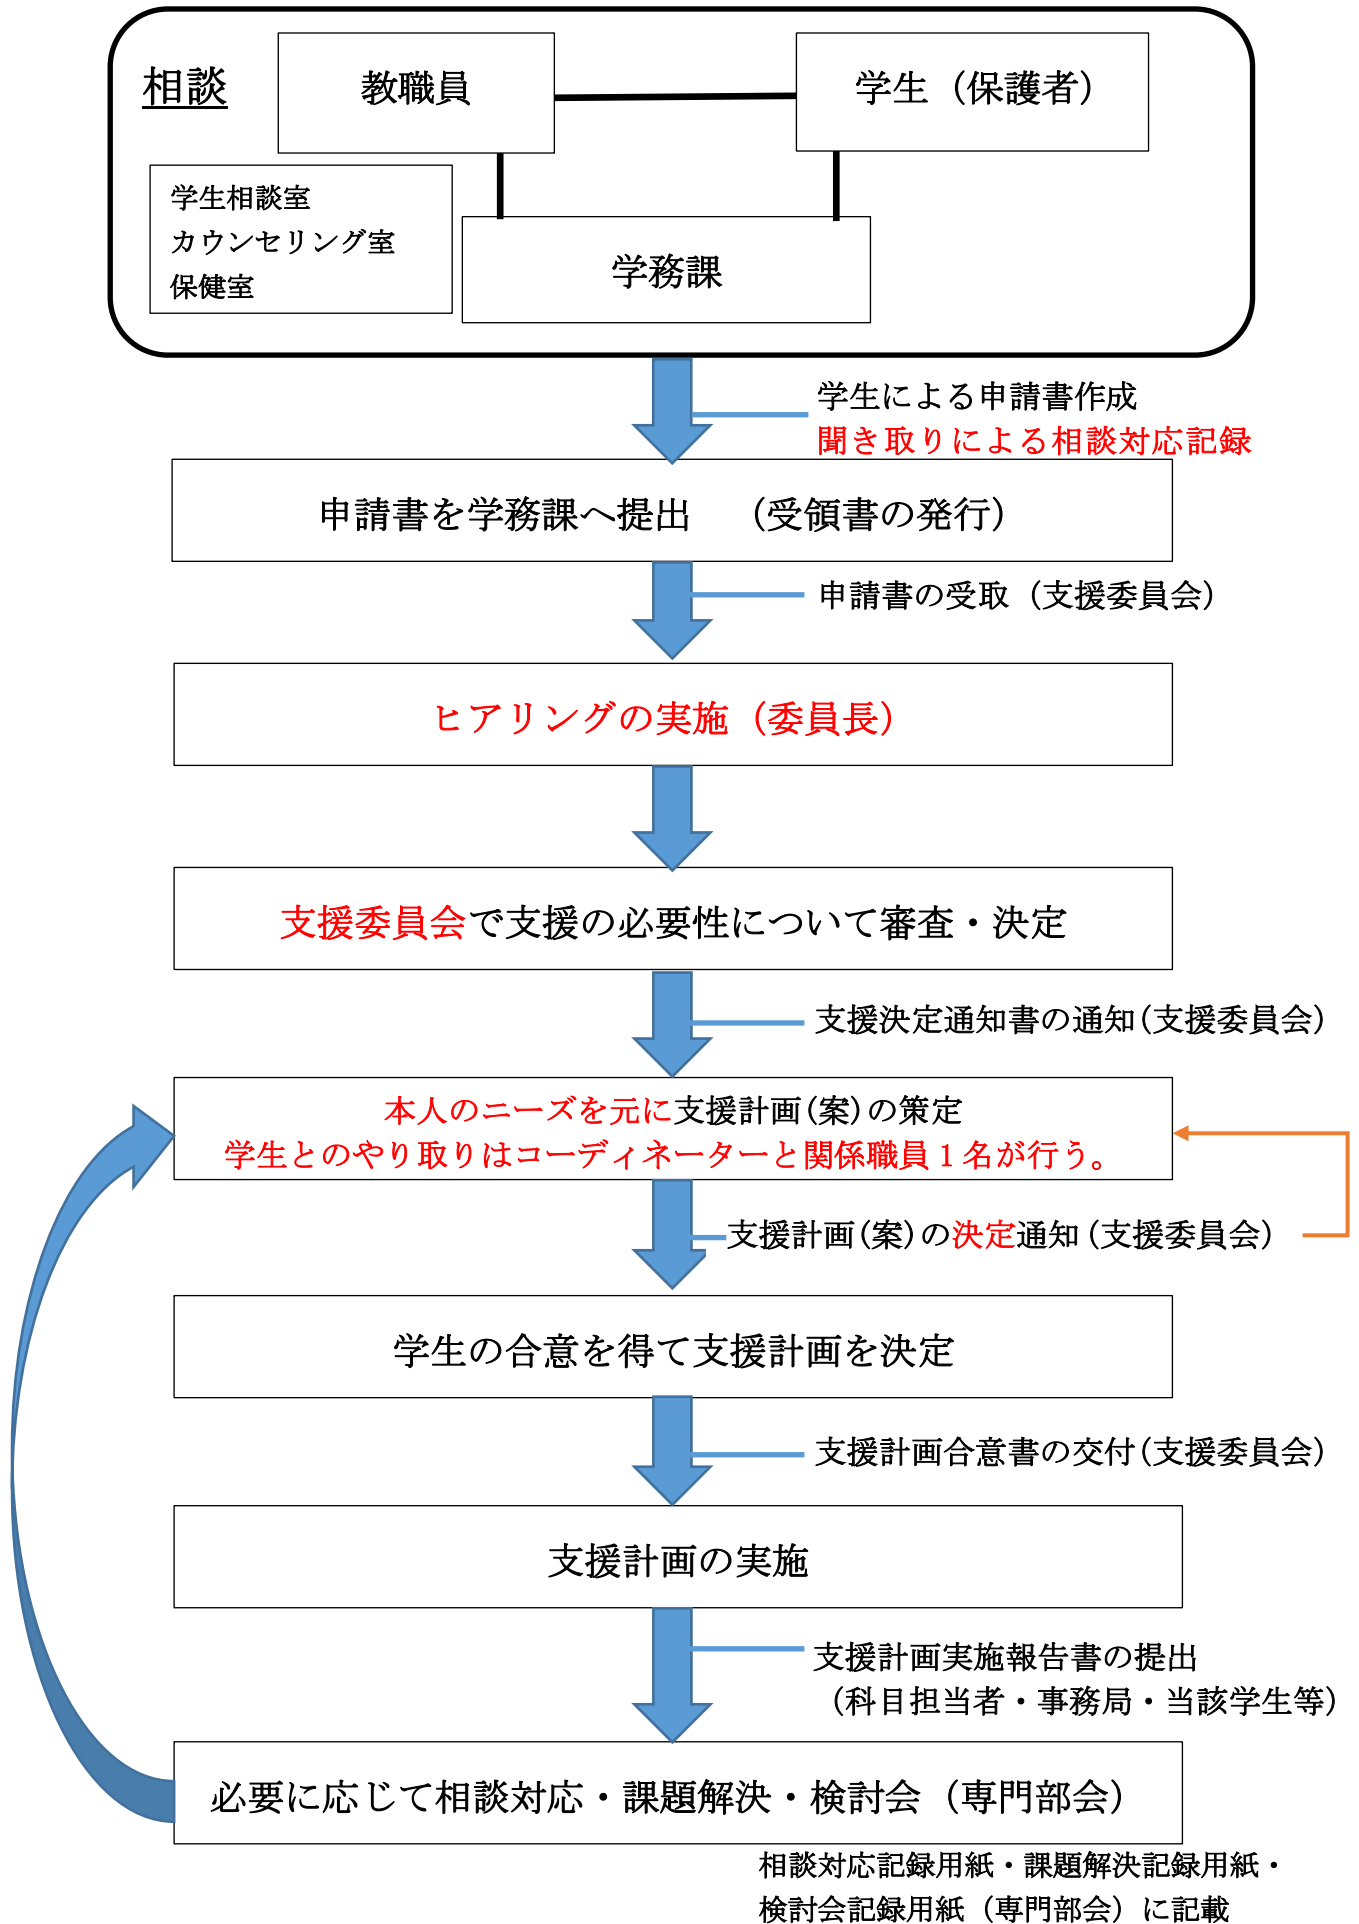 相談
教職員
学生（保護者）
学生相談室
カウンセリング室
保健室
学務課
学生による申請書作成
聞き取りによる相談対応記録
申請書を学務課へ提出　（受領書の発行）
申請書の受取（支援委員会）
ヒアリングの実施（委員長）
支援委員会で支援の必要性について審査・決定
支援決定通知書の通知(支援委員会)
本人のニーズを元に支援計画(案)の策定
学生とのやり取りはコーディネーターと関係職員１名が行う。
支援計画(案)の決定通知(支援委員会)
学生の合意を得て支援計画を決定
支援計画合意書の交付(支援委員会)
支援計画の実施
支援計画実施報告書の提出
（科目担当者・事務局・当該学生等）
必要に応じて相談対応・課題解決・検討会（専門部会）
相談対応記録用紙・課題解決記録用紙・
検討会記録用紙（専門部会）に記載